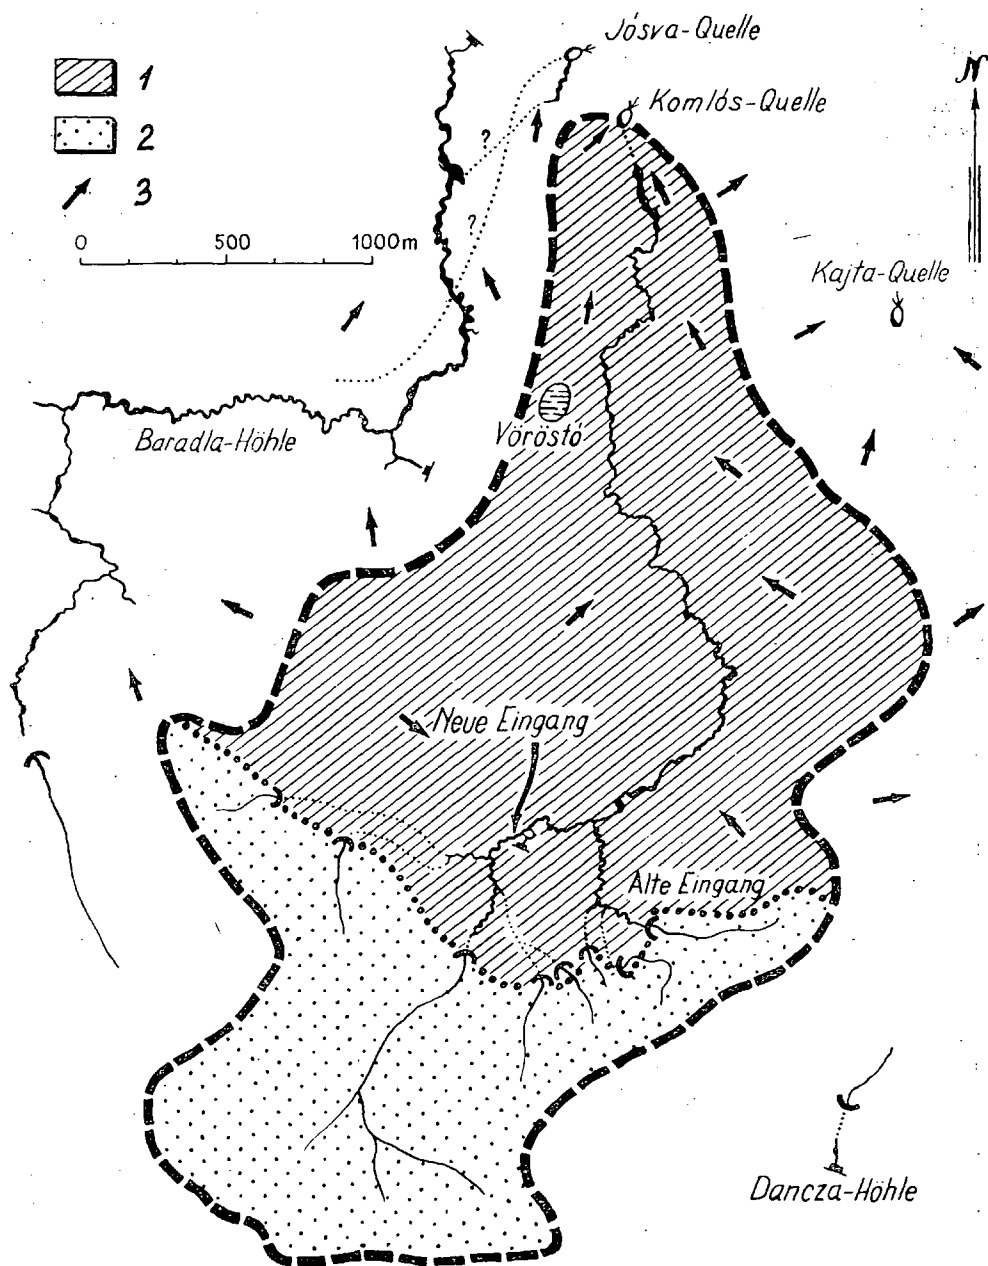 Jósva-Quelle
1
N
Komlós-Quelle
2
?
3
?
0 500 1000m
Kajta-Quelle
Baradla-Höhle
Vöröstó
Neue Eingang
Alte Eingang
Dancza-Höhle